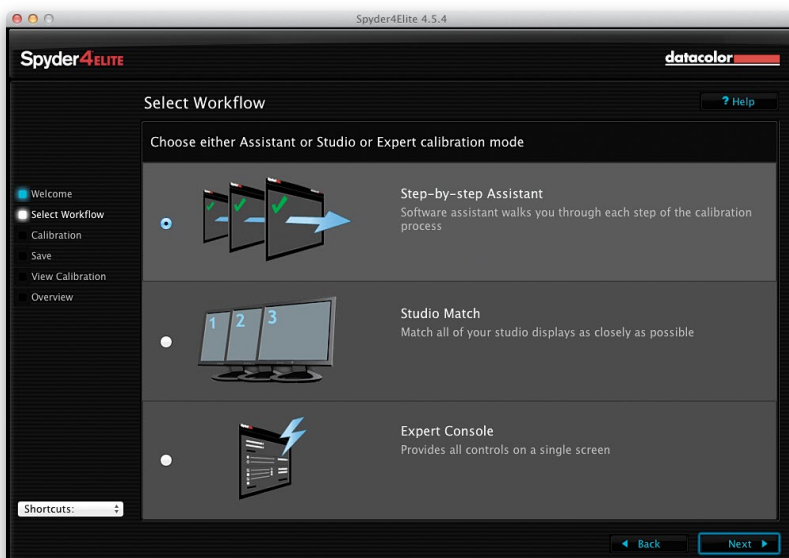 Spyder4Elite 4.5.4
Spyder4ELITE
datacolor
Select Workflow
? Help
Choose either Assistant or Studio or Expert calibration mode
Welcome
Select Workflow
Calibration
Save
View Calibration
Overview
Step-by-step Assistant
Software assistant walks you through each step of the calibration
process
1 2 3
Studio Match
Match all of your studio displays as closely as possible
Expert Console
Provides all controls on a single screen
Shortcuts:
Back
Next